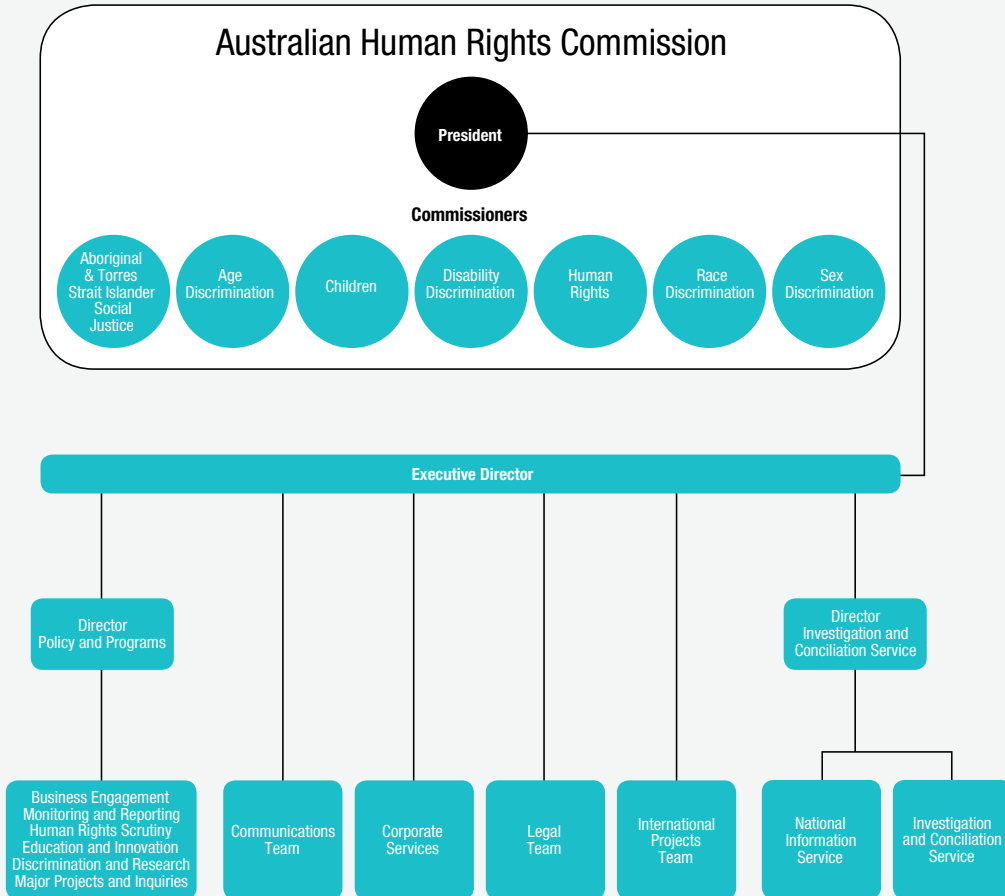 Australian Human Rights Commission
President
Commissioners
Aboriginal
& Torres
Strait Islander
Social
Justice
Age
Discrimination
Children
Disability
Discrimination
Human
Rights
Race
Discrimination
Sex
Discrimination
Executive Director
Director
Policy and Programs
Director
Investigation and
Conciliation Service
Business Engagement
Monitoring and Reporting
Human Rights Scrutiny
Education and Innovation
Discrimination and Research
Major Projects and Inquiries
Communications
Team
Corporate
Services
Legal
Team
International
Projects
Team
National
Information
Service
Investigation
and Conciliation
Service